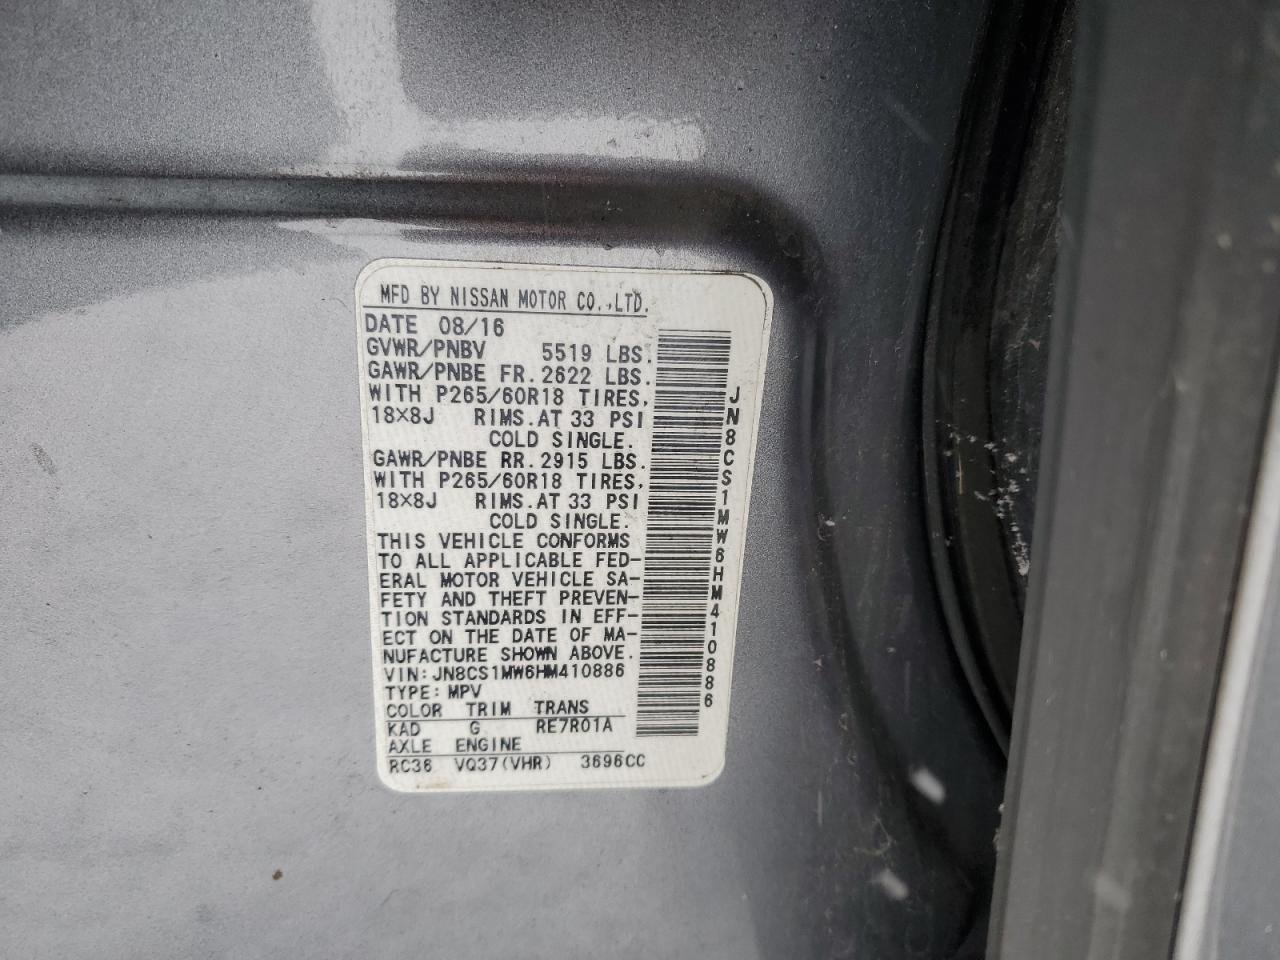 MFD BY NISSAN MOTOR CO.,LTD.
DATE 08/16
GVWR/PNBV 5519 LBS.
GAWR/PNBE FR. 2622 LBS.
WITH P265/60R18 TIRES,
18×8J RIMS. AT 33 PSI
COLD SINGLE.
GAWR/PNBE RR. 2915 LBS.
WITH P265/60R18 TIRES,
18×8J RIMS. AT 33 PSI
COLD SINGLE.
THIS VEHICLE CONFORMS
TO ALL APPLICABLE FED-
ERAL MOTOR VEHICLE SA-
FETY AND THEFT PREVEN-
TION STANDARDS IN EFF-
ECT ON THE DATE OF MA-
NUFACTURE SHOWN ABOVE.
VIN: JN8CS1MW6HM410886
TYPE: MPV
COLOR TRIM TRANS
KAD G RE7R01A
AXLE ENGINE
RC36 VQ37(VHR) 3696CC
JN8CS1MW6HM410886